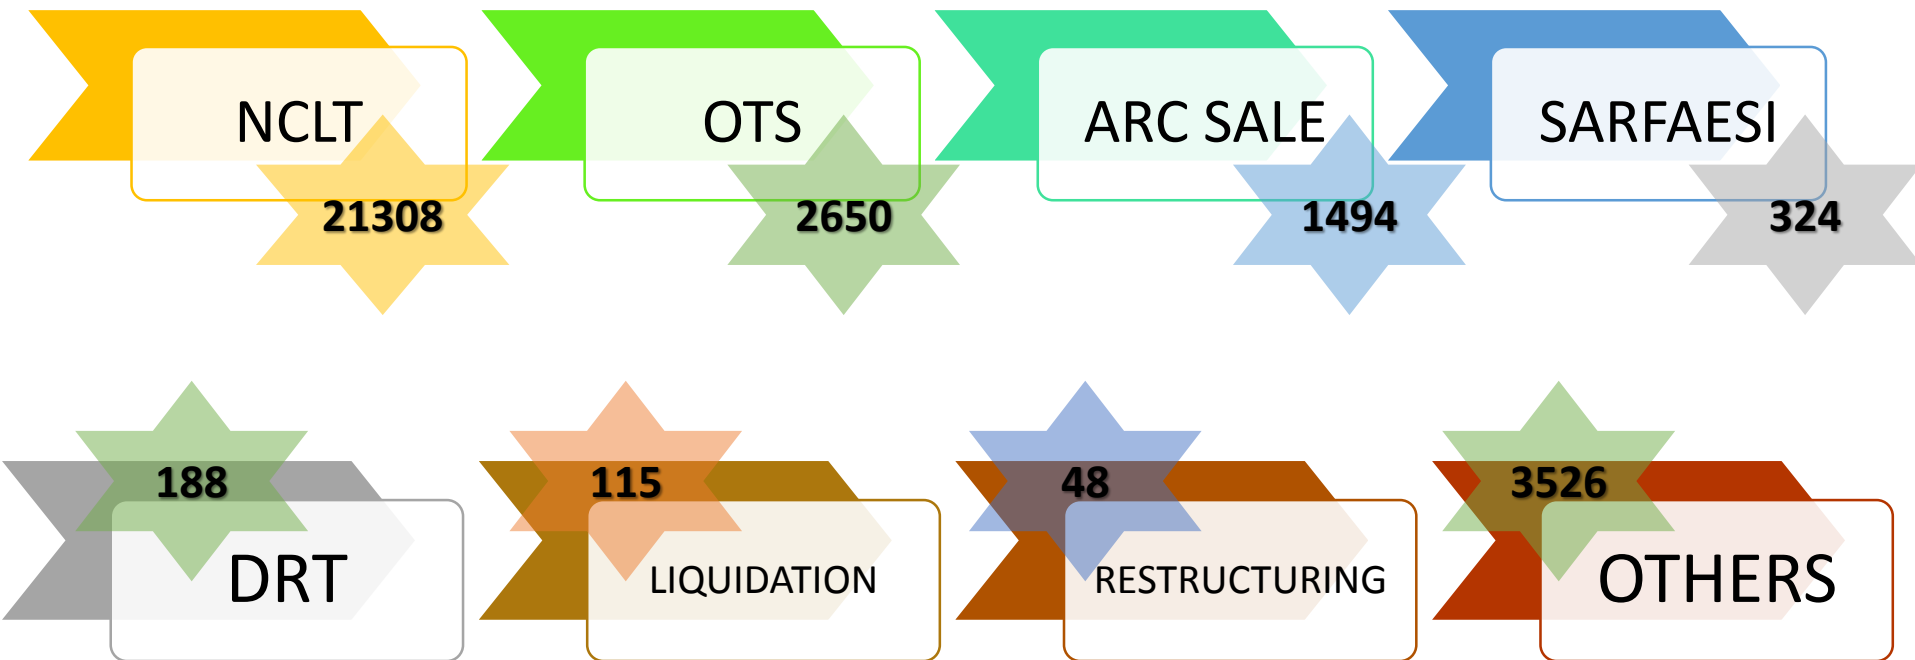 NCLT
21308
OTS
2650
ARC SALE
1494
SARFAESI
324
188
DRT
115
LIQUIDATION
48
RESTRUCTURING
3526
OTHERS